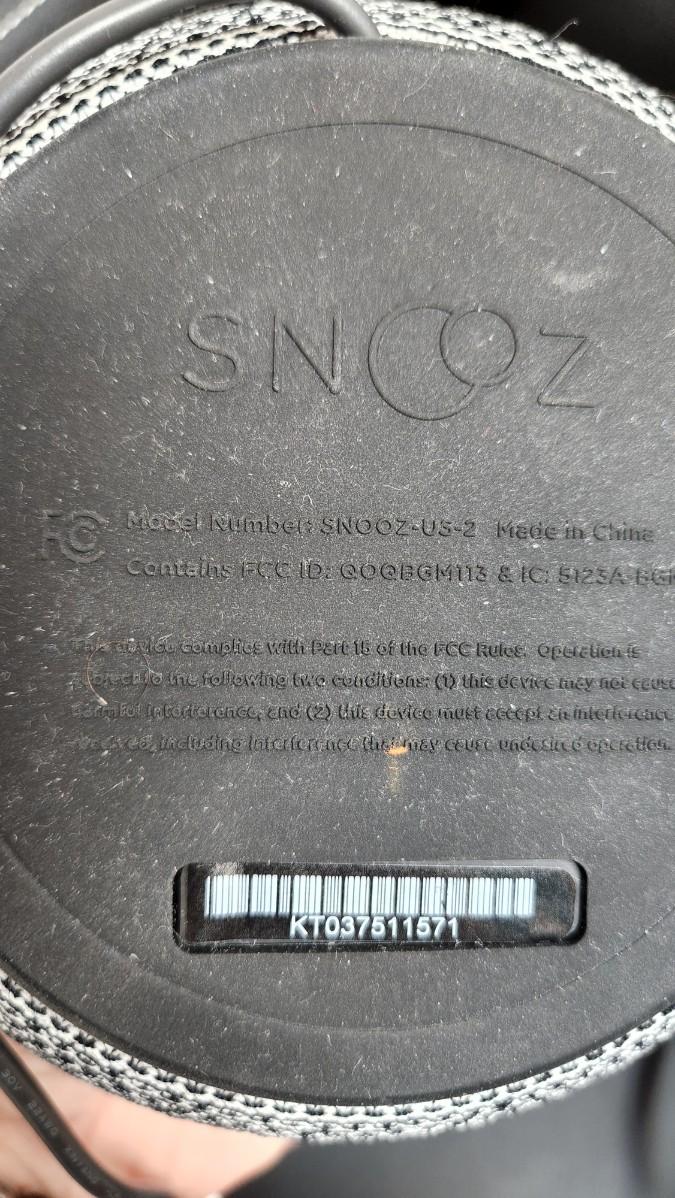 SNOOZ
FC
Model Number: SNOOZ-US-2 Made in China
Contains FCC ID: QOQBGM113 & IC: 5123A-BGM
This device complies with Part 15 of the FCC Rules. Operation is
subject to the following two conditions: (1) this device may not cause
harmful interference, and (2) this device must accept an interference
received, including interference that may cause undesired operation.
KT037511571